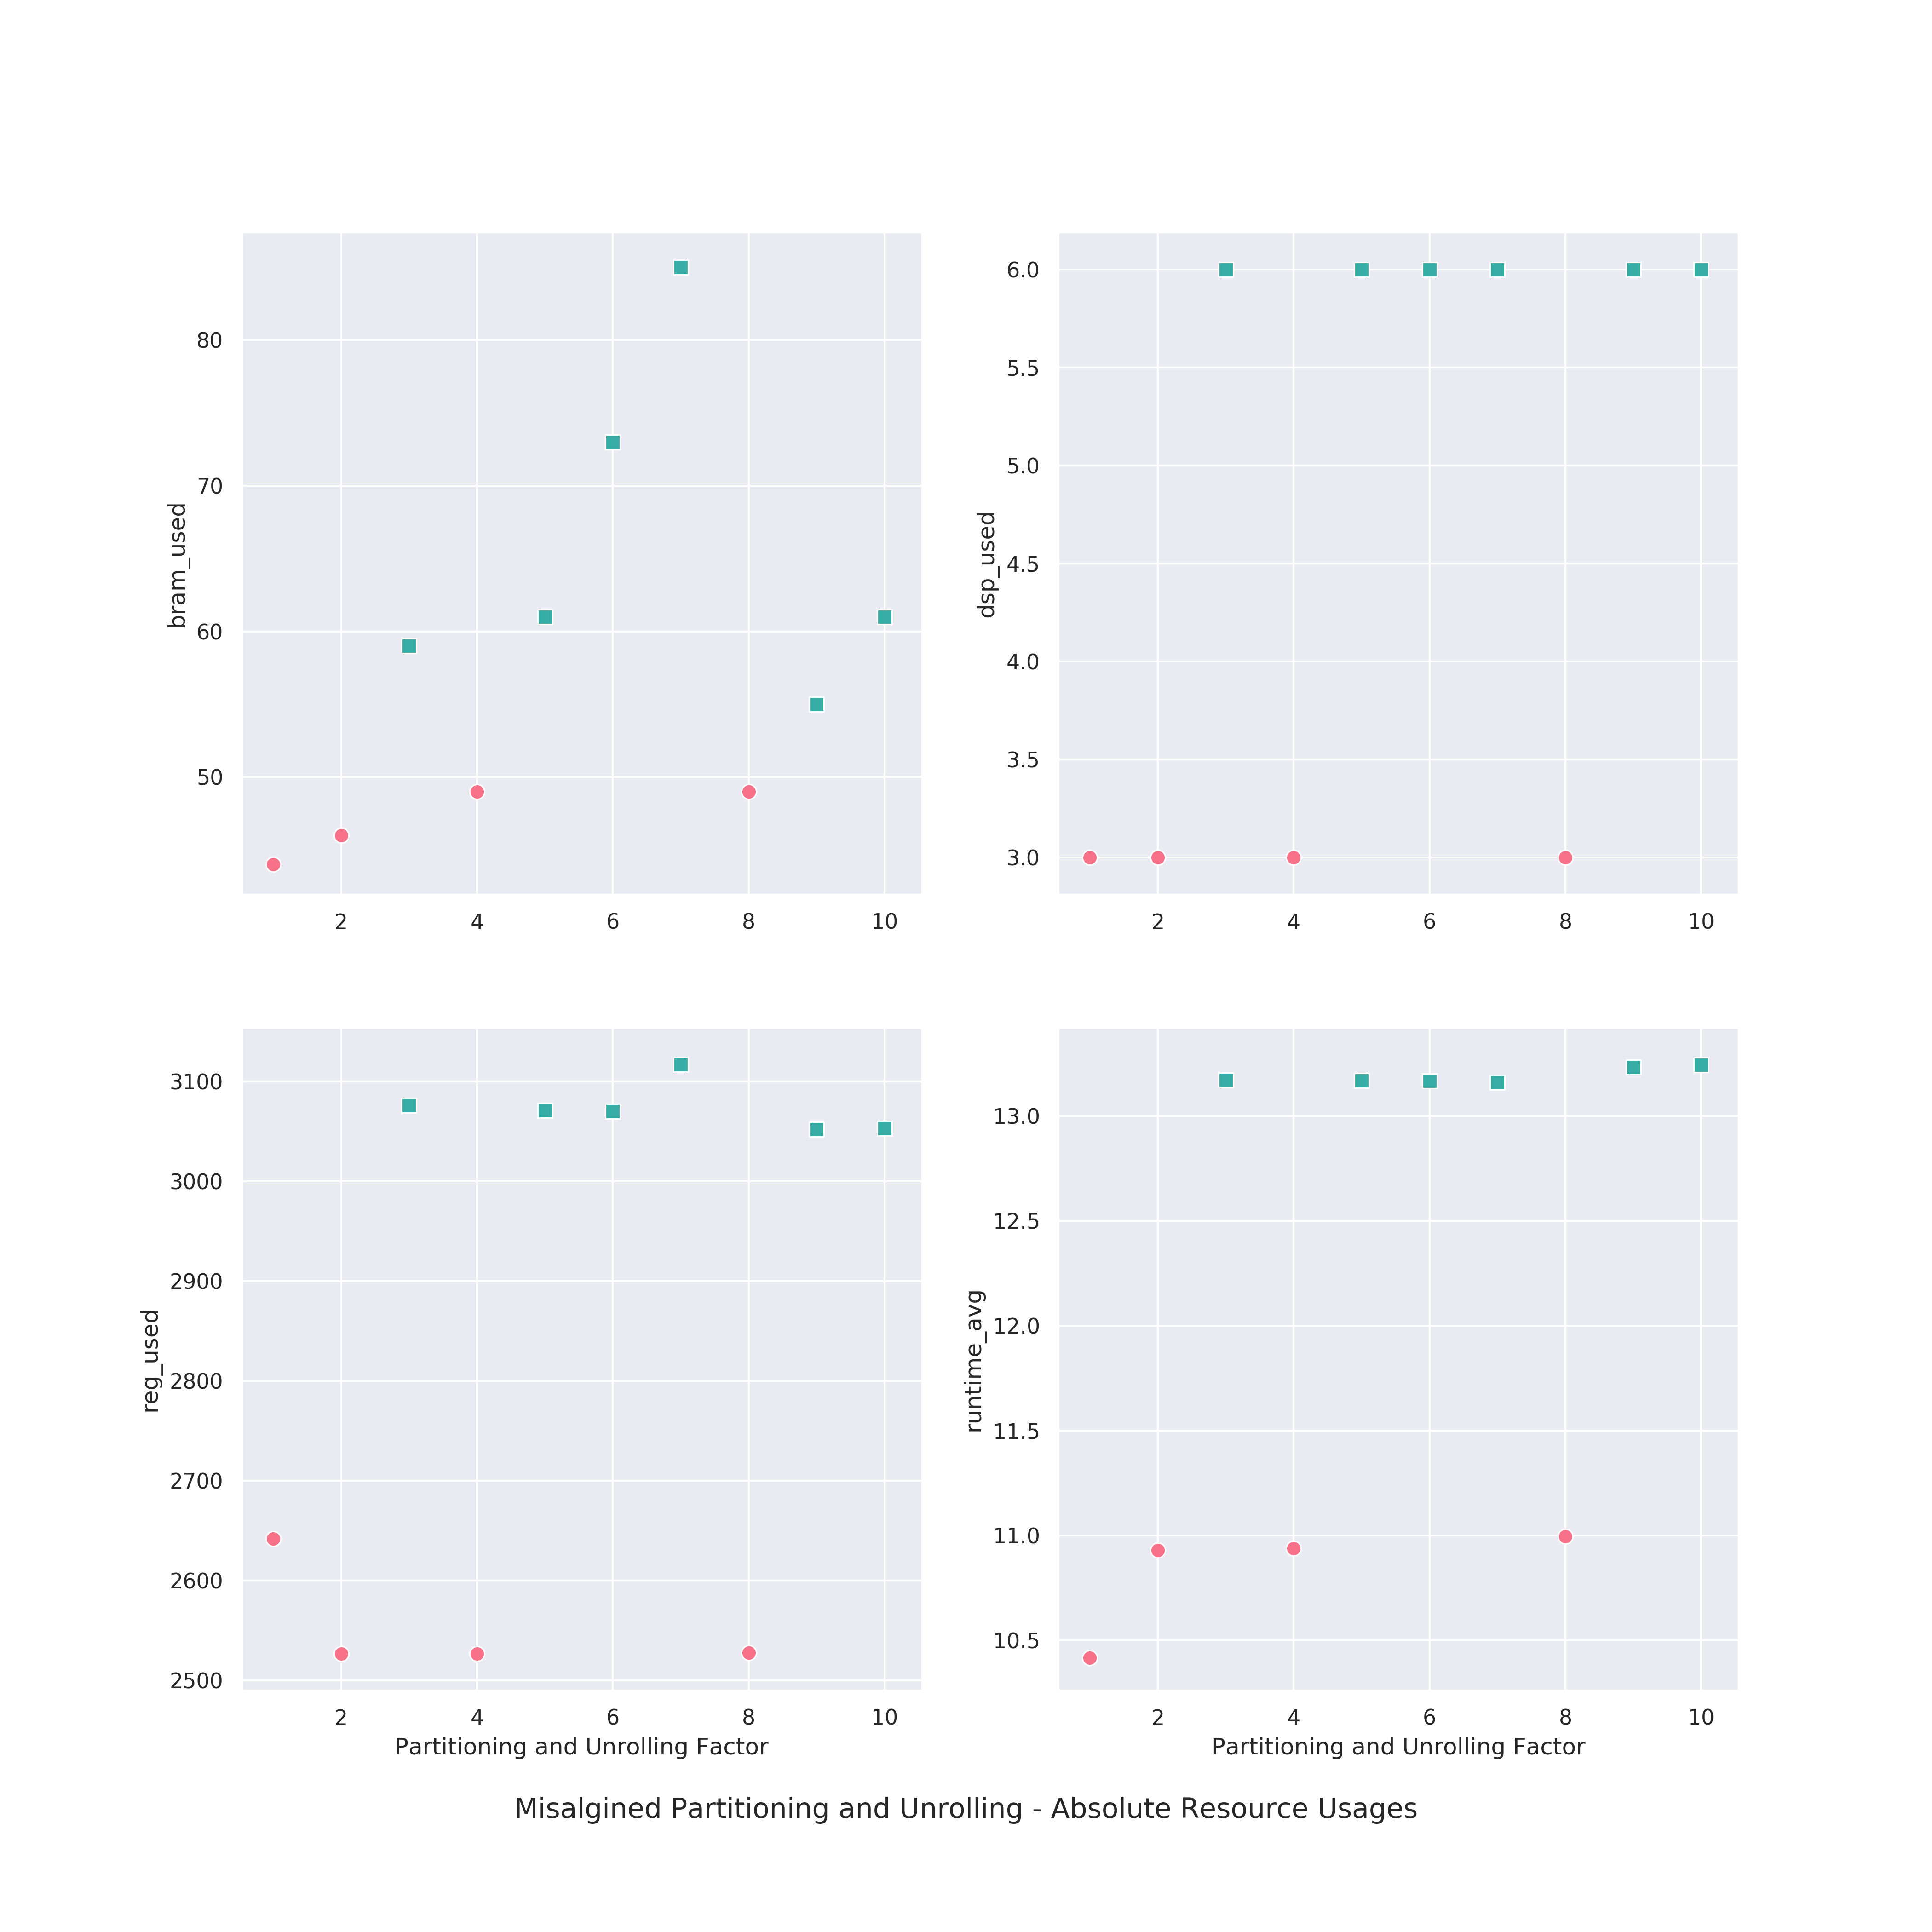 bram_used
80
70
60
50
2 4 6 8 10
dsp_used
6.0
5.5
5.0
4.5
4.0
3.5
3.0
2 4 6 8 10
reg_used
3100
3000
2900
2800
2700
2600
2500
2 4 6 8 10
Partitioning and Unrolling Factor
runtime_avg
13.0
12.5
12.0
11.5
11.0
10.5
2 4 6 8 10
Partitioning and Unrolling Factor
Misalgined Partitioning and Unrolling - Absolute Resource Usages